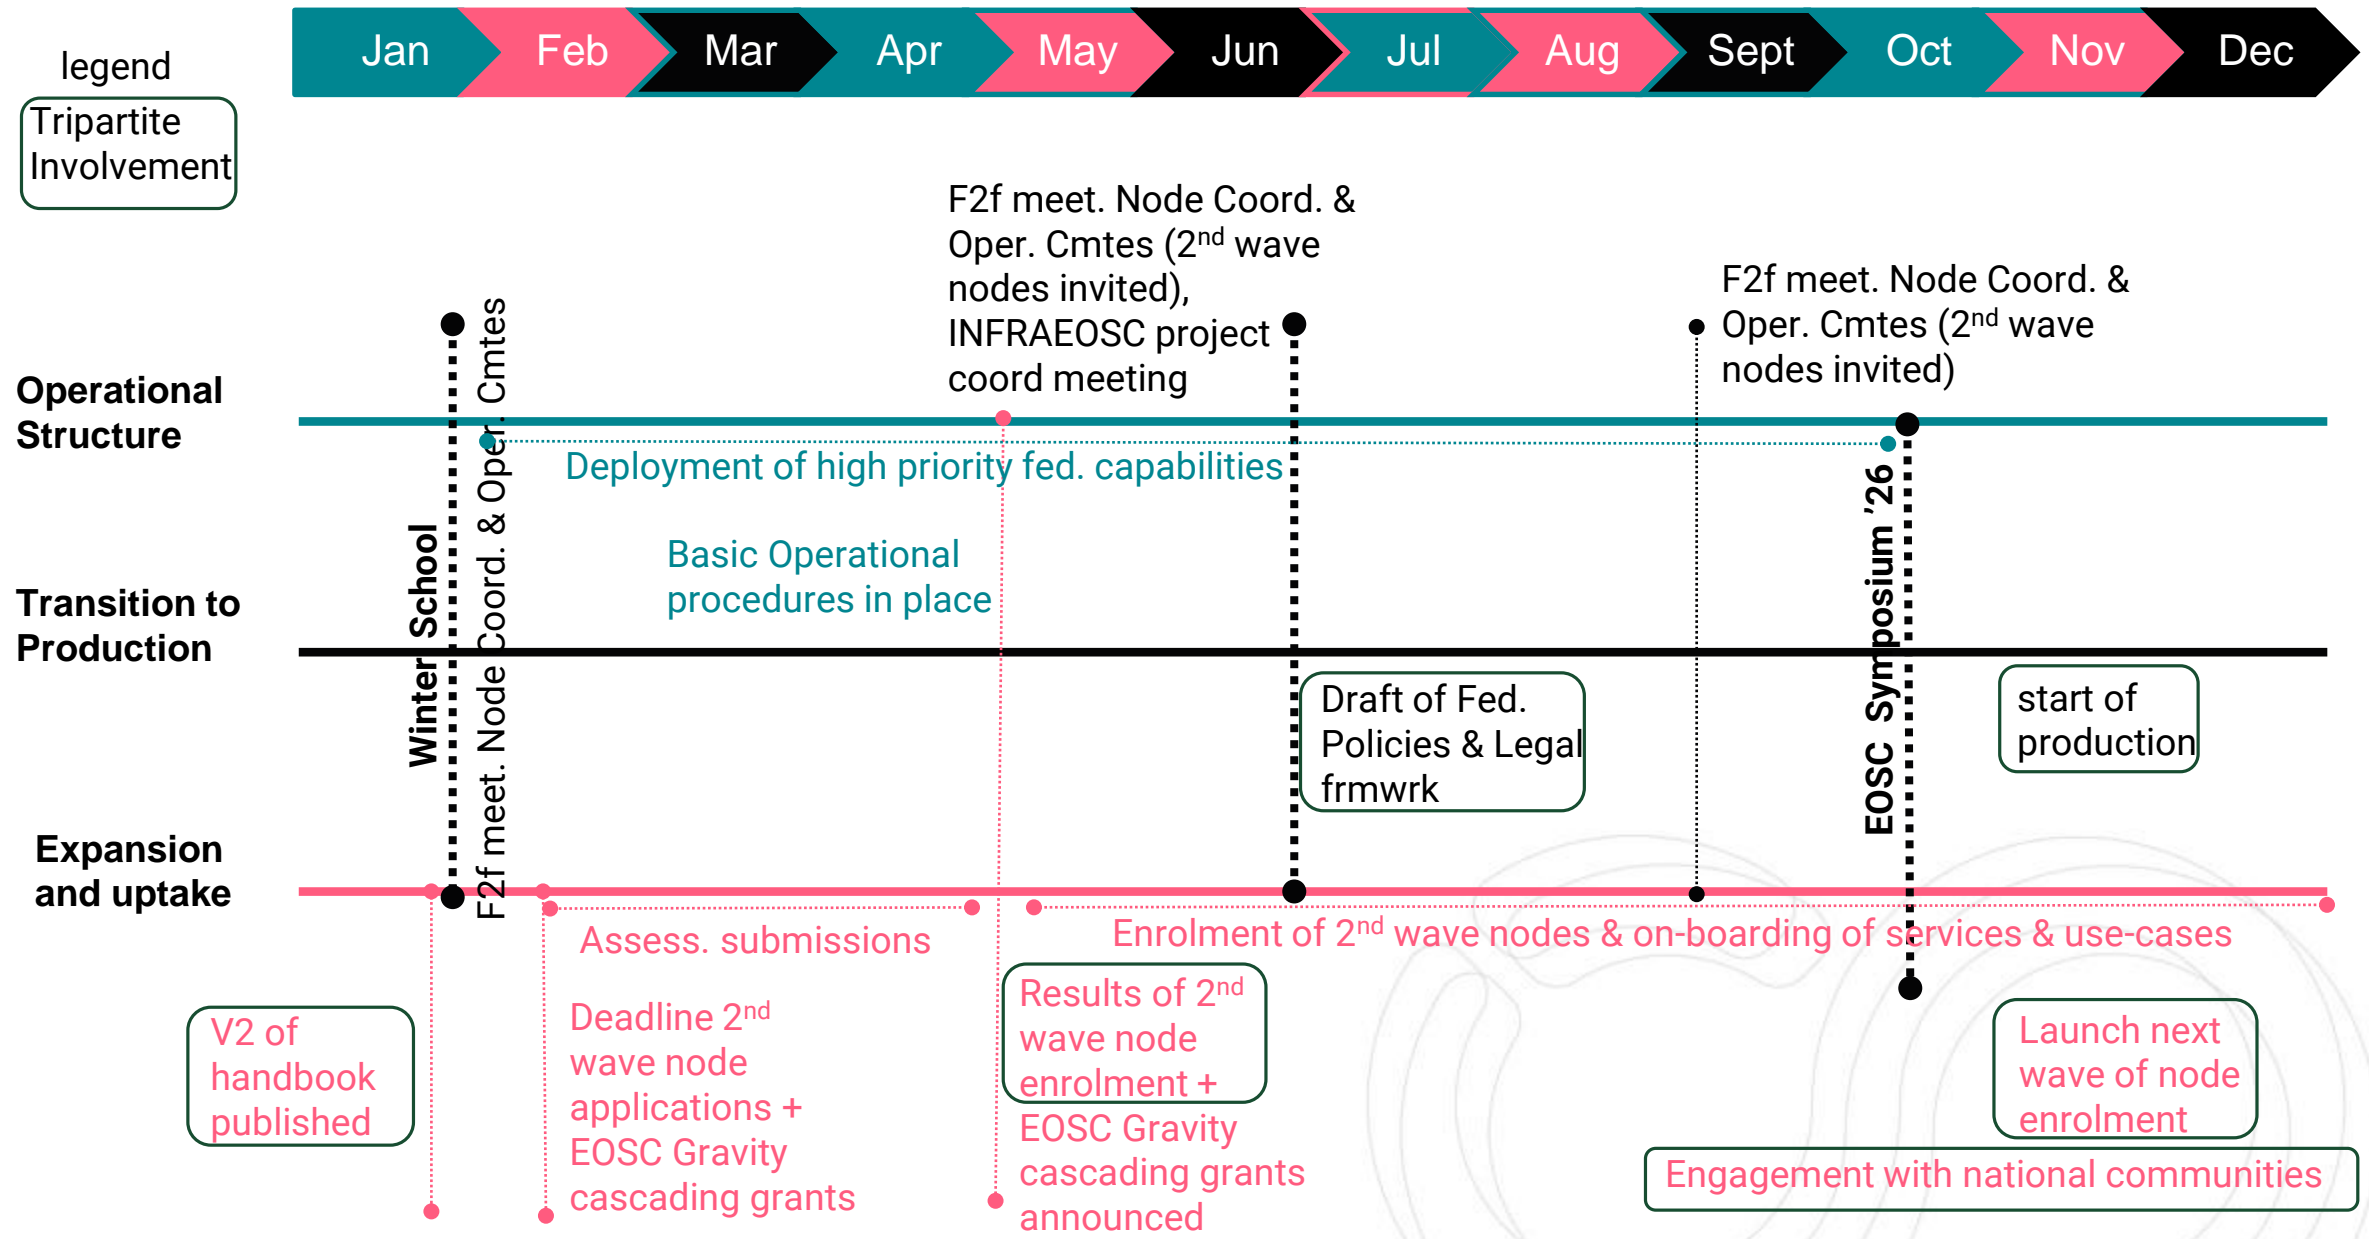 Jan
Feb
Mar
Apr
May
Jun
Jul
Aug
Sept
Oct
Nov
Dec
legend
Tripartite
Involvement
F2f meet. Node Coord. &
Oper. Cmtes (2nd wave
nodes invited),
INFRAEOSC project
coord meeting
F2f meet. Node Coord. &
Oper. Cmtes (2nd wave
nodes invited)
Operational
Structure
Deployment of high priority fed. capabilities
Winter School
F2f meet. Node Coord. & Oper. Cmtes
EOSC Symposium '26
Basic Operational
procedures in place
Transition to
Production
Draft of Fed.
Policies & Legal
frmwrk
start of
production
Expansion
and uptake
Assess. submissions
Enrolment of 2nd wave nodes & on-boarding of services & use-cases
V2 of
handbook
published
Deadline 2nd
wave node
applications +
EOSC Gravity
cascading grants
Results of 2nd
wave node
enrolment +
EOSC Gravity
cascading grants
announced
Launch next
wave of node
enrolment
Engagement with national communities